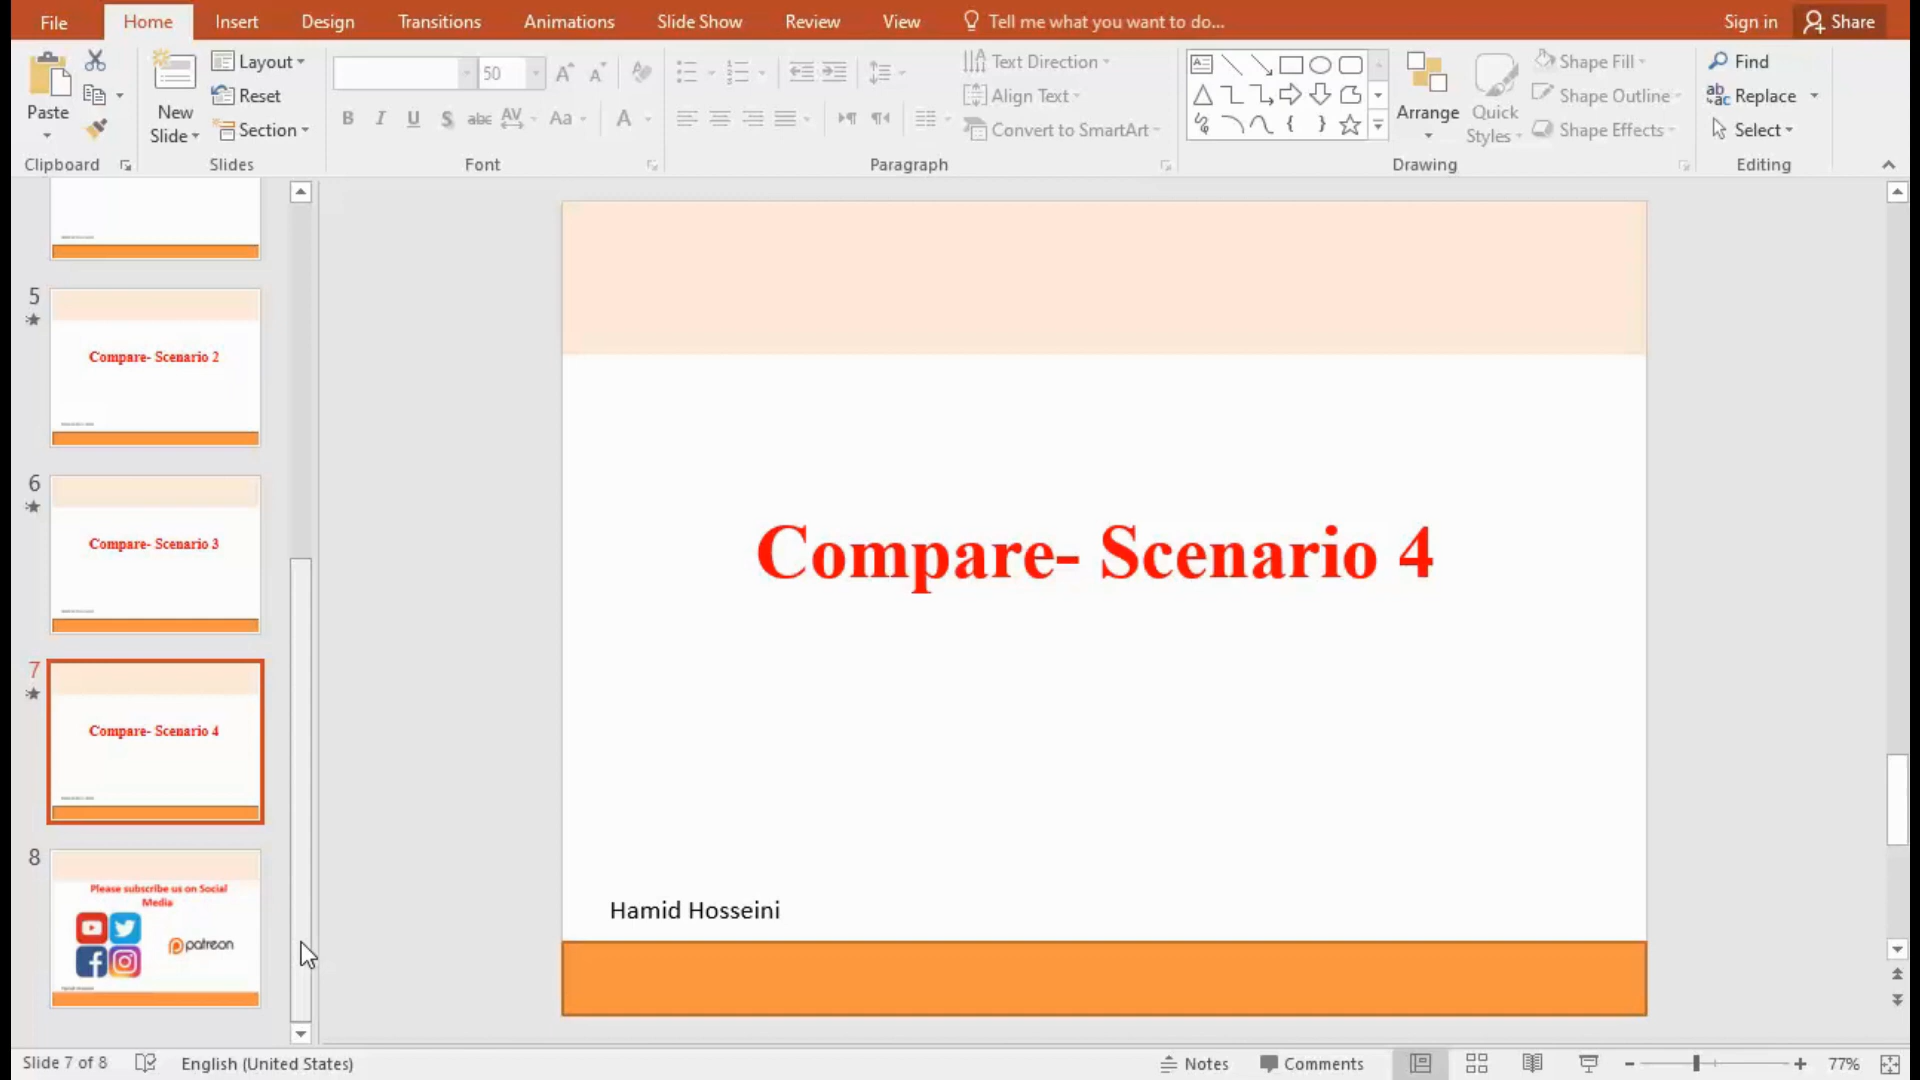 File Home Insert Design Transitions Animations Slide Show Review View Tell me what you want to do... Sign in Share
Paste
New
Slide
Layout
Reset
Section
50
B I U S abc AV Aa A
Text Direction
Align Text
Convert to SmartArt
Arrange
Quick
Styles
Shape Fill
Shape Outline
Shape Effects
Find
Replace
Select
Clipboard Slides Font Paragraph Drawing Editing
5
Compare- Scenario 2
6
Compare- Scenario 3
7
Compare- Scenario 4
8
Please subscribe us on Social
Media
patreon
Compare- Scenario 4
Hamid Hosseini
Slide 7 of 8 English (United States) Notes Comments 77%